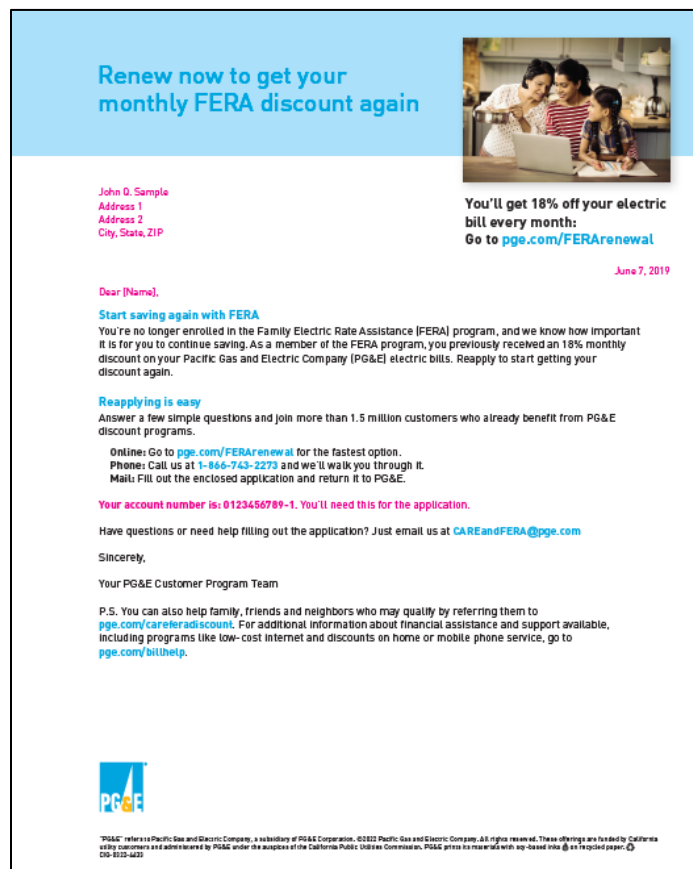 Renew now to get your
monthly FERA discount again
John Q. Sample
Address 1
Address 2
City, State, ZIP
You'll get 18% off your electric
bill every month:
Go to pge.com/FERArenewal
June 7, 2019
Dear [Name],
Start saving again with FERA
You're no longer enrolled in the Family Electric Rate Assistance (FERA) program, and we know how important
it is for you to continue saving. As a member of the FERA program, you previously received an 18% monthly
discount on your Pacific Gas and Electric Company (PG&E) electric bills. Reapply to start getting your
discount again.
Reapplying is easy
Answer a few simple questions and join more than 1.5 million customers who already benefit from PG&E
discount programs.
Online: Go to pge.com/FERArenewal for the fastest option.
Phone: Call us at 1-866-743-2273 and we'll walk you through it.
Mail: Fill out the enclosed application and return it to PG&E.
Your account number is: 0123456789-1. You'll need this for the application.
Have questions or need help filling out the application? Just email us at CAREandFERA@pge.com
Sincerely,
Your PG&E Customer Program Team
P.S. You can also help family, friends and neighbors who may qualify by referring them to
pge.com/careferadiscount. For additional information about financial assistance and support available,
including programs like low-cost internet and discounts on home or mobile phone service, go to
pge.com/billhelp.
PG&E
"PG&E" refers to Pacific Gas and Electric Company, a subsidiary of PG&E Corporation. ©2022 Pacific Gas and Electric Company. All rights reserved. These offerings are funded by California
utility customers and administered by PG&E under the auspices of the California Public Utilities Commission. PG&E prints its materials with soy-based inks on recycled paper.